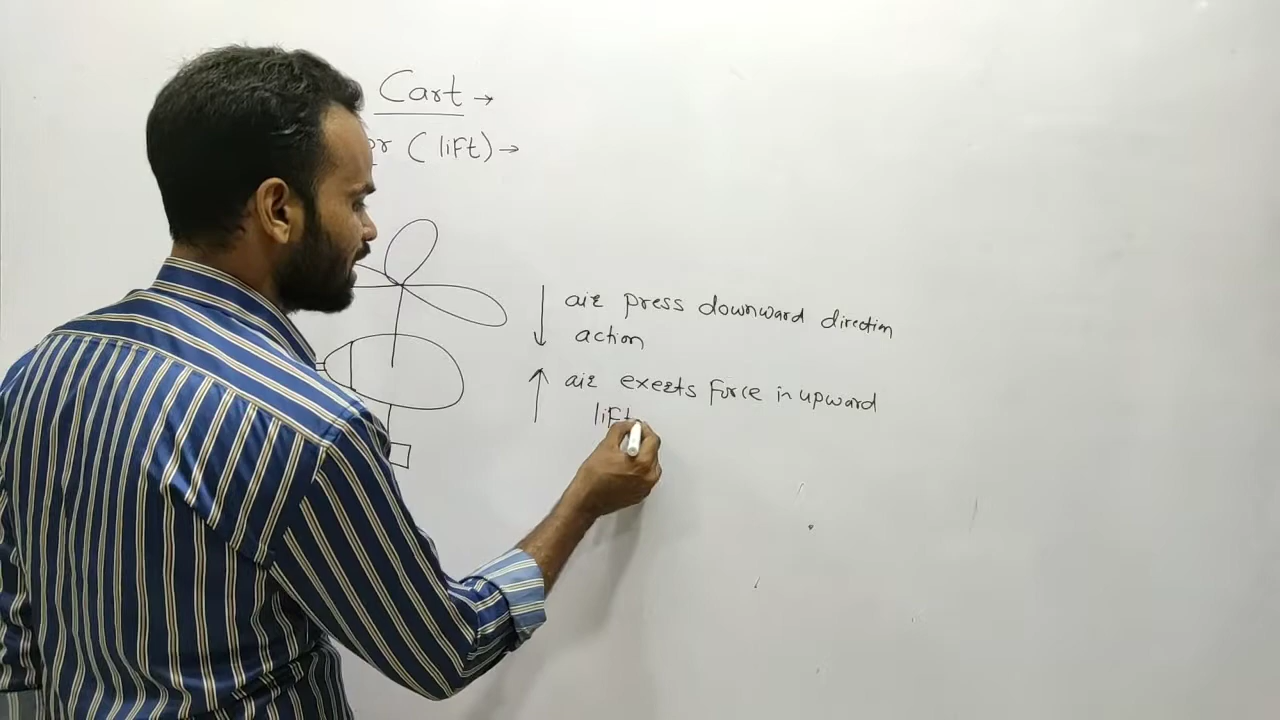 Cart →
(lift) →
air press downward direction
action
air exerts force in upward
lift